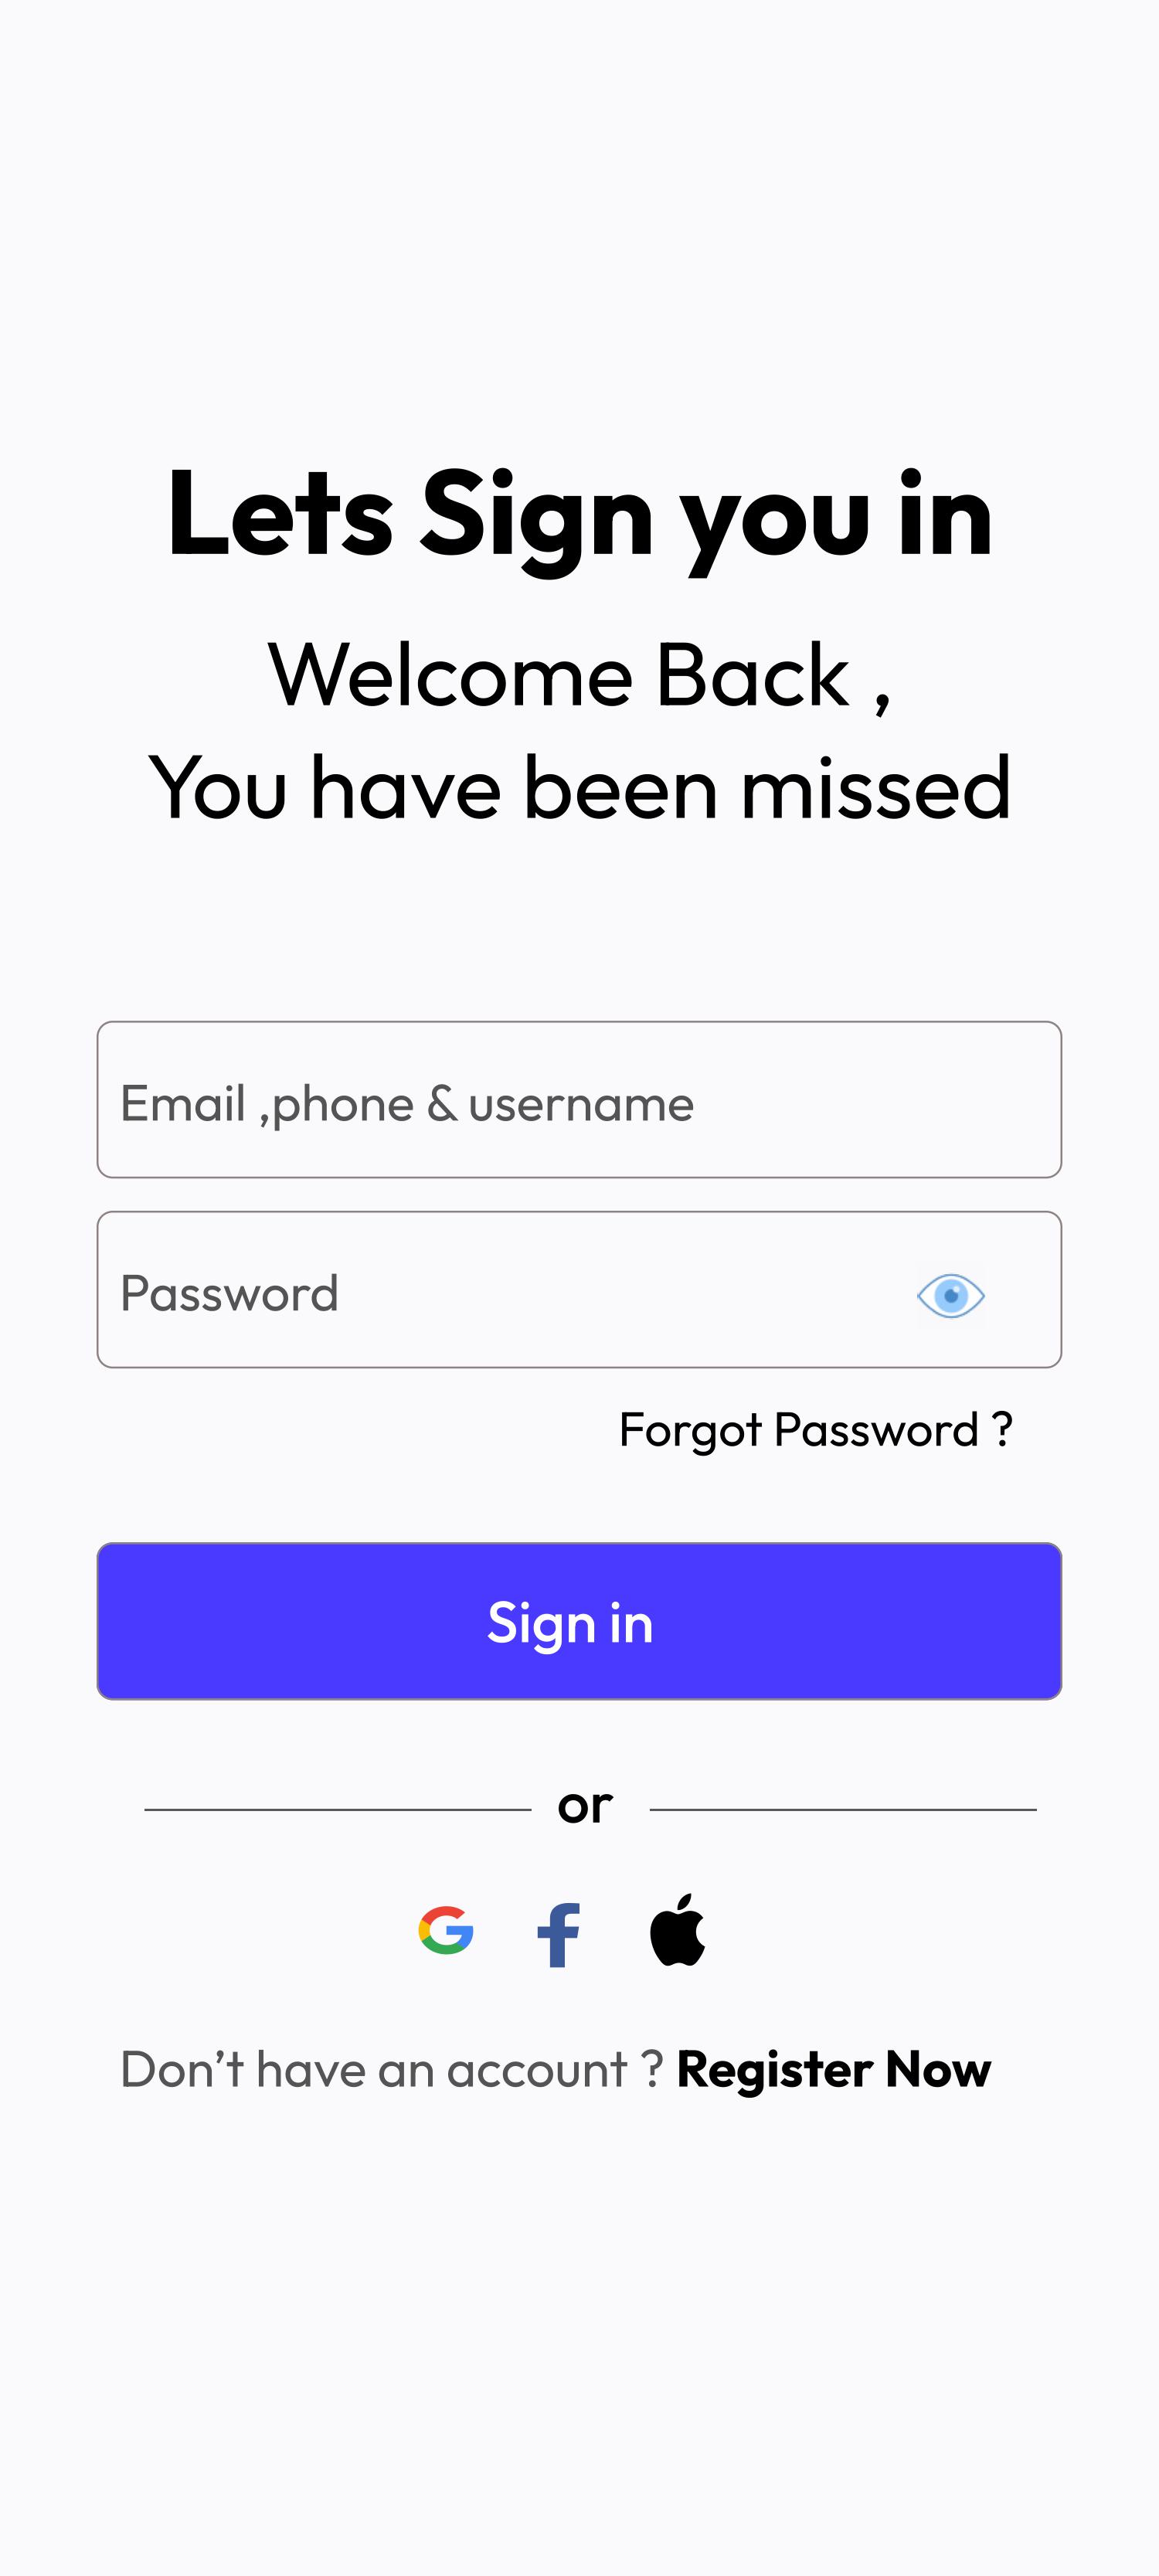 Lets Sign you in
Welcome Back ,
You have been missed
Email ,phone & username
Password
Forgot Password ?
Sign in
or
Don’t have an account ? Register Now